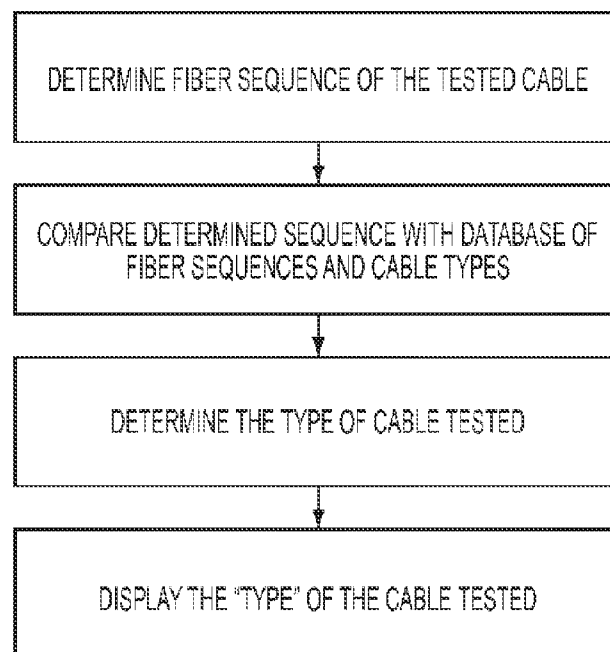 DETERMINE FIBER SEQUENCE OF THE TESTED CABLE
COMPARE DETERMINED SEQUENCE WITH DATABASE OF
FIBER SEQUENCES AND CABLE TYPES
DETERMINE THE TYPE OF CABLE TESTED
DISPLAY THE "TYPE" OF THE CABLE TESTED